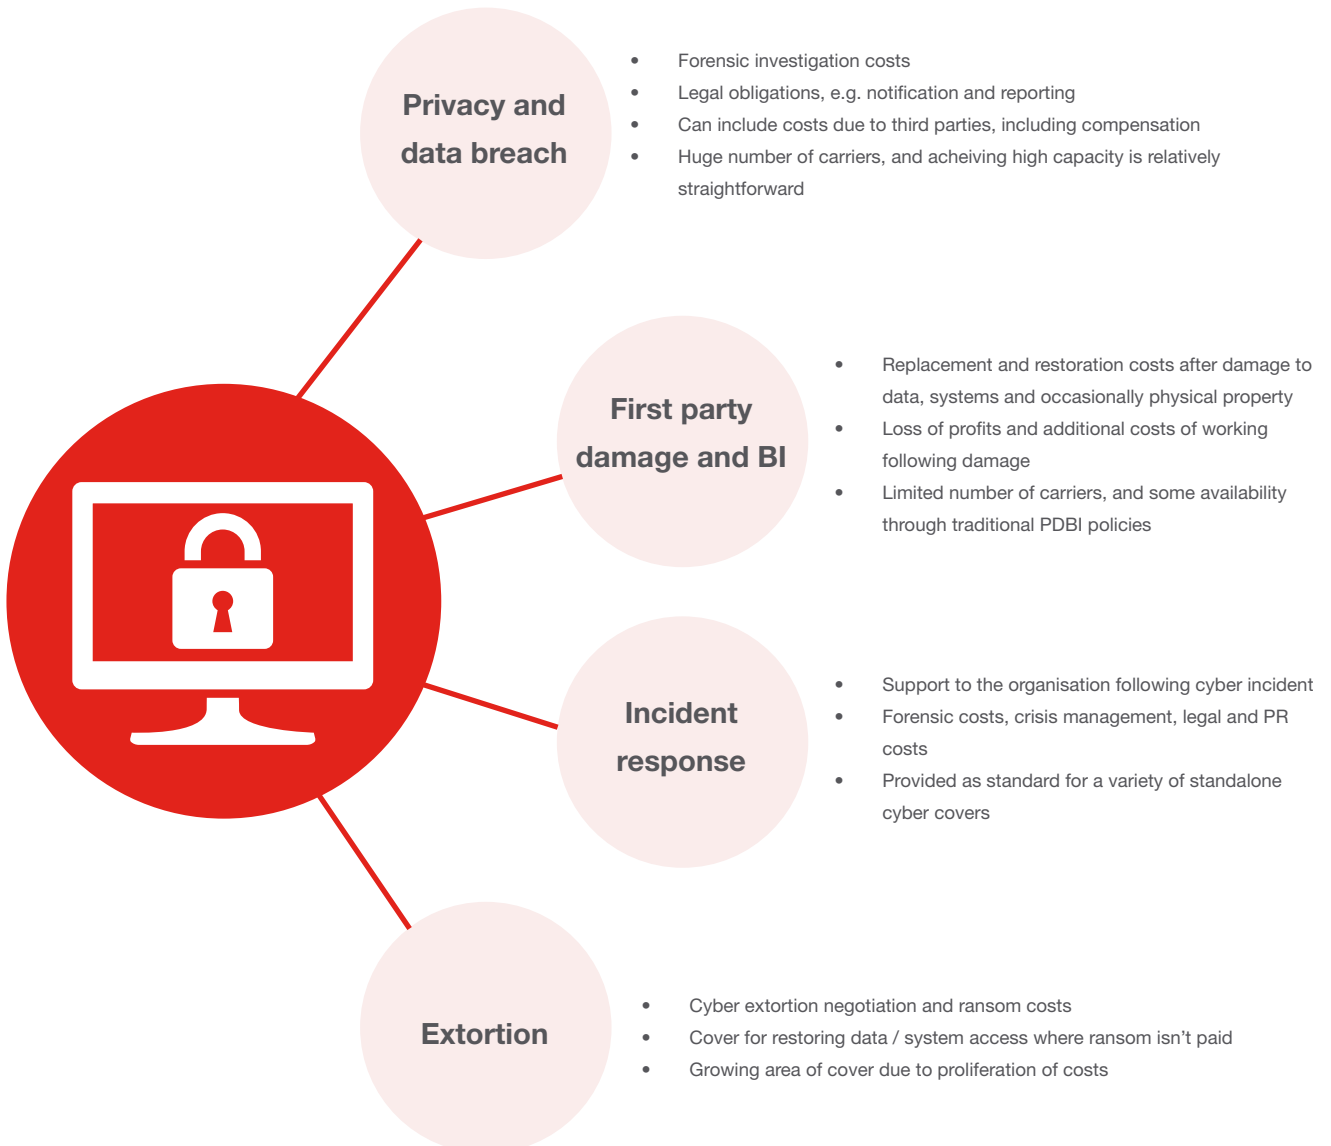 Privacy and
data breach
• Forensic investigation costs
• Legal obligations, e.g. notification and reporting
• Can include costs due to third parties, including compensation
• Huge number of carriers, and acheiving high capacity is relatively
straightforward
First party
damage and BI
• Replacement and restoration costs after damage to
data, systems and occasionally physical property
• Loss of profits and additional costs of working
following damage
• Limited number of carriers, and some availability
through traditional PDBI policies
Incident
response
• Support to the organisation following cyber incident
• Forensic costs, crisis management, legal and PR
costs
• Provided as standard for a variety of standalone
cyber covers
Extortion
• Cyber extortion negotiation and ransom costs
• Cover for restoring data / system access where ransom isn’t paid
• Growing area of cover due to proliferation of costs